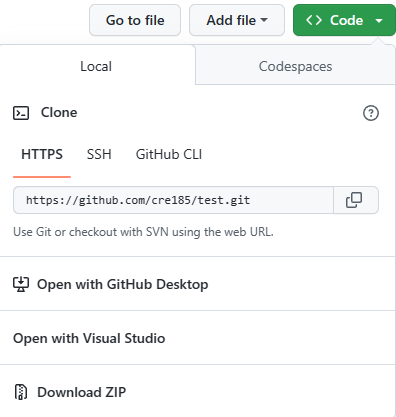 Go to file Add file <> Code
Local Codespaces
Clone
HTTPS SSH GitHub CLI
https://github.com/cre185/test.git
Use Git or checkout with SVN using the web URL.
Open with GitHub Desktop
Open with Visual Studio
Download ZIP